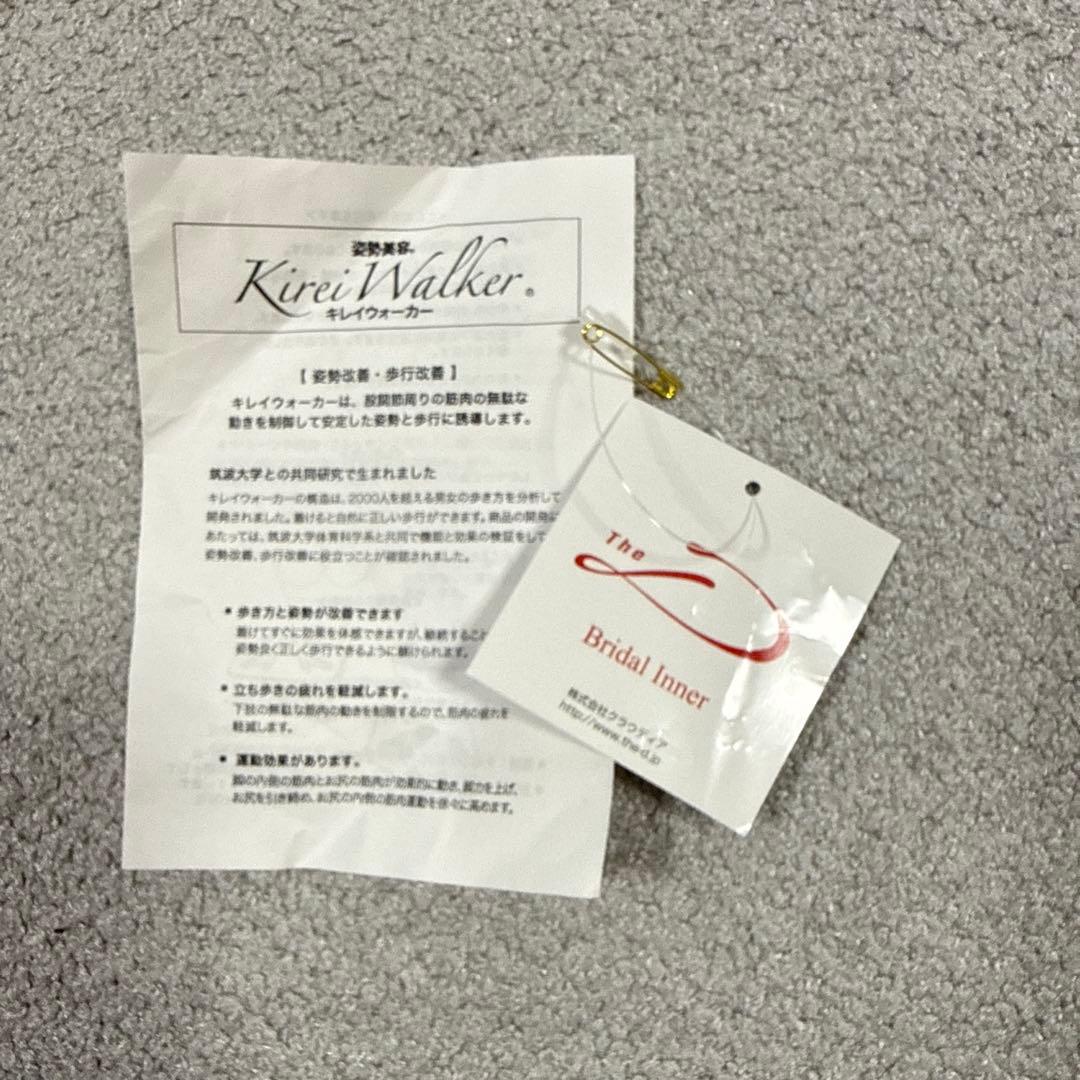 姿勢美容®
Kirei Walker®
キレイウォーカー
【 姿勢改善・歩行改善 】
キレイウォーカーは、股関節周りの筋肉の無駄な
動きを制御して安定した姿勢と歩行に誘導します。
筑波大学との共同研究で生まれました
キレイウォーカーの構造は、2000人を超える男女の歩き方を分析して
開発されました。着けると自然に正しい歩行ができます。商品の開発に
あたっては、筑波大学体育科学系と共同で機能と効果の検証をして
姿勢改善、歩行改善に役立つことが確認されました。
• 歩き方と姿勢が改善できます
着けてすぐに効果を体感できますが、継続すること
姿勢良く正しく歩行できるように躾けられます。
• 立ち歩きの疲れを軽減します。
下肢の無駄な筋肉の動きを制限するので、筋肉の疲れを
軽減します。
• 運動効果があります。
脚の内側の筋肉とお尻の筋肉が効果的に動き、脚力を上げ、
お尻を引き締め、お尻の内側の筋肉運動を徐々に高めます。
The D
Bridal Inner
株式会社クラウディア
http://www.the-d.jp